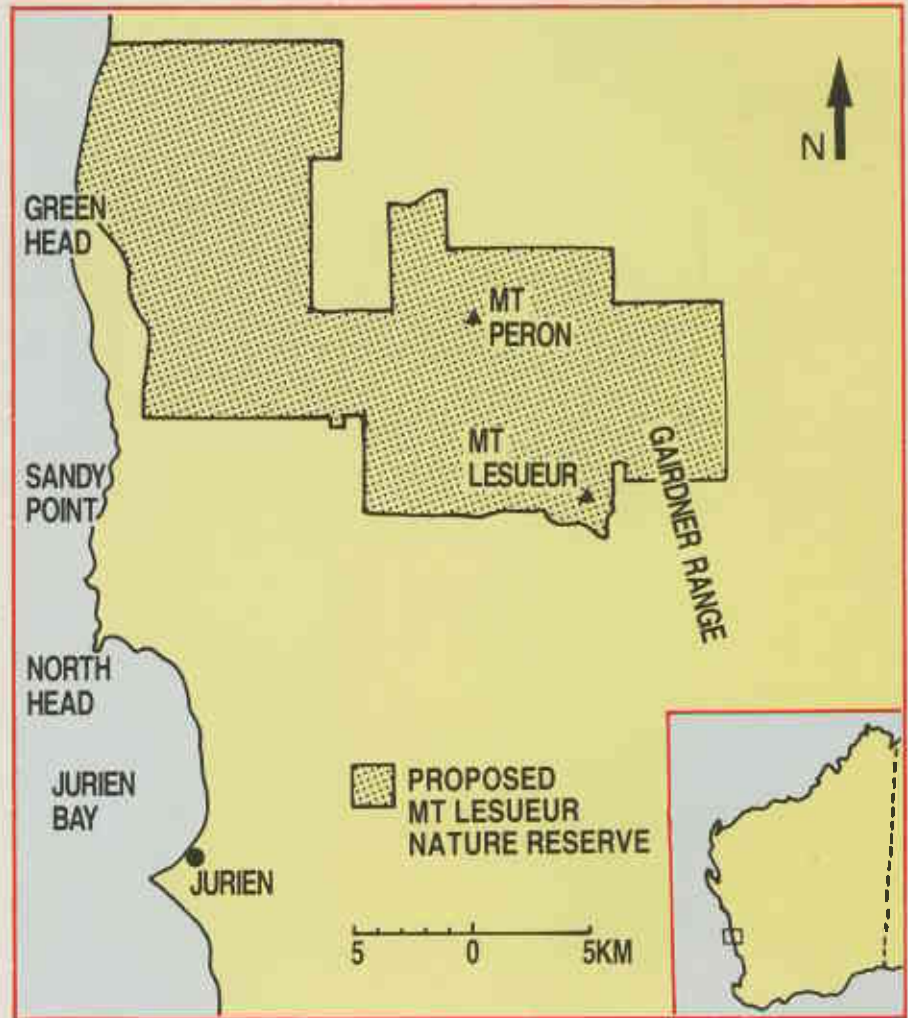 N
GREEN
HEAD
MT
PERON
MT
LESUEUR
GAIRDNER RANGE
SANDY
POINT
NORTH
HEAD
JURIEN
BAY
JURIEN
PROPOSED
MT LESUEUR
NATURE RESERVE
5 0 5KM